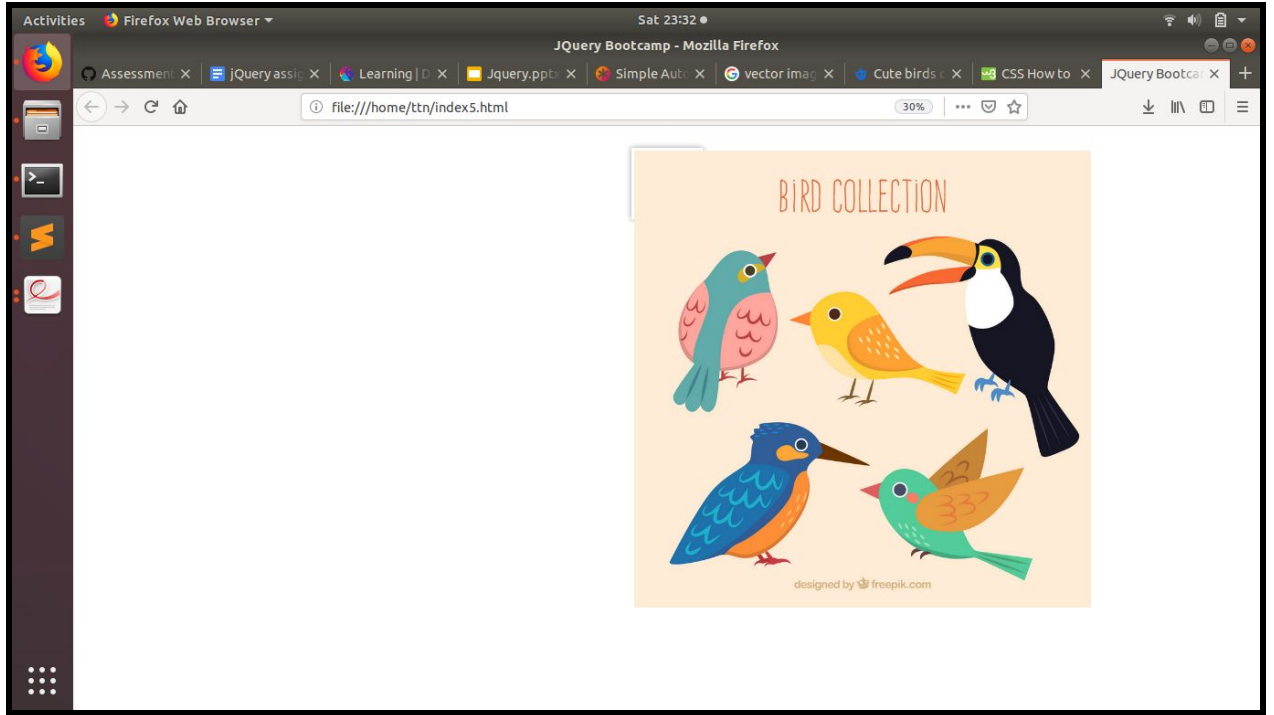 Activities Firefox Web Browser Sat 23:32
JQuery Bootcamp - Mozilla Firefox
Assessment jQuery assig Learning | D Jquery.pptx Simple Auto vector imag Cute birds c CSS How to JQuery Bootca
file:///home/ttn/index5.html 30%
BiRD COLLECTiON
designed by freepik.com